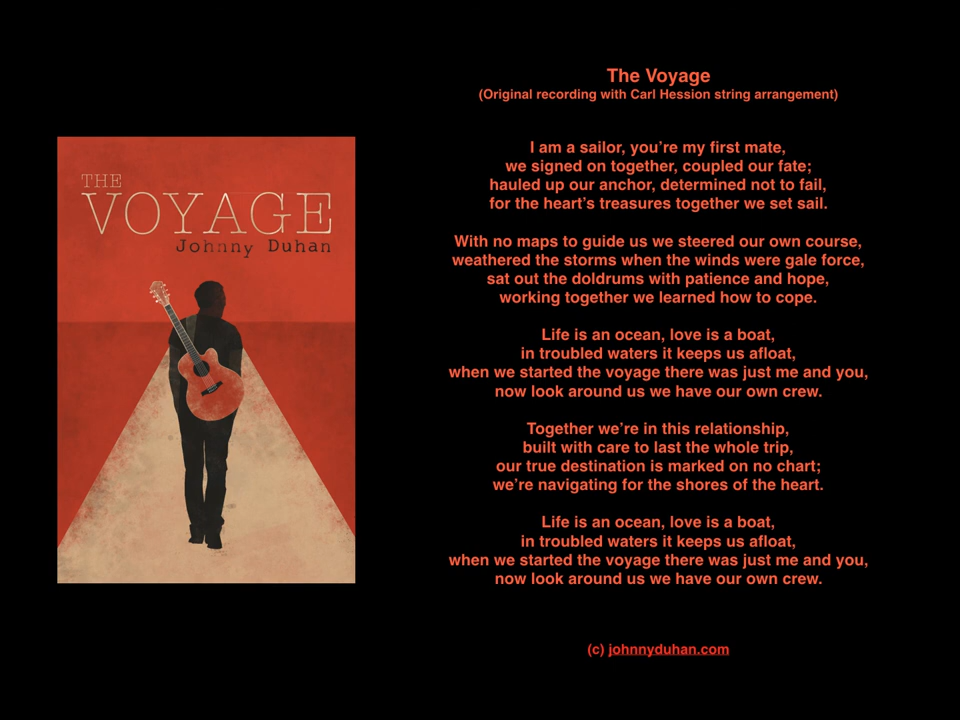 THE
VOYAGE
Johnny Duhan
The Voyage
(Original recording with Carl Hession string arrangement)
I am a sailor, you’re my first mate,
we signed on together, coupled our fate;
hauled up our anchor, determined not to fail,
for the heart’s treasures together we set sail.
With no maps to guide us we steered our own course,
weathered the storms when the winds were gale force,
sat out the doldrums with patience and hope,
working together we learned how to cope.
Life is an ocean, love is a boat,
in troubled waters it keeps us afloat,
when we started the voyage there was just me and you,
now look around us we have our own crew.
Together we’re in this relationship,
built with care to last the whole trip,
our true destination is marked on no chart;
we’re navigating for the shores of the heart.
Life is an ocean, love is a boat,
in troubled waters it keeps us afloat,
when we started the voyage there was just me and you,
now look around us we have our own crew.
(c) johnnyduhan.com